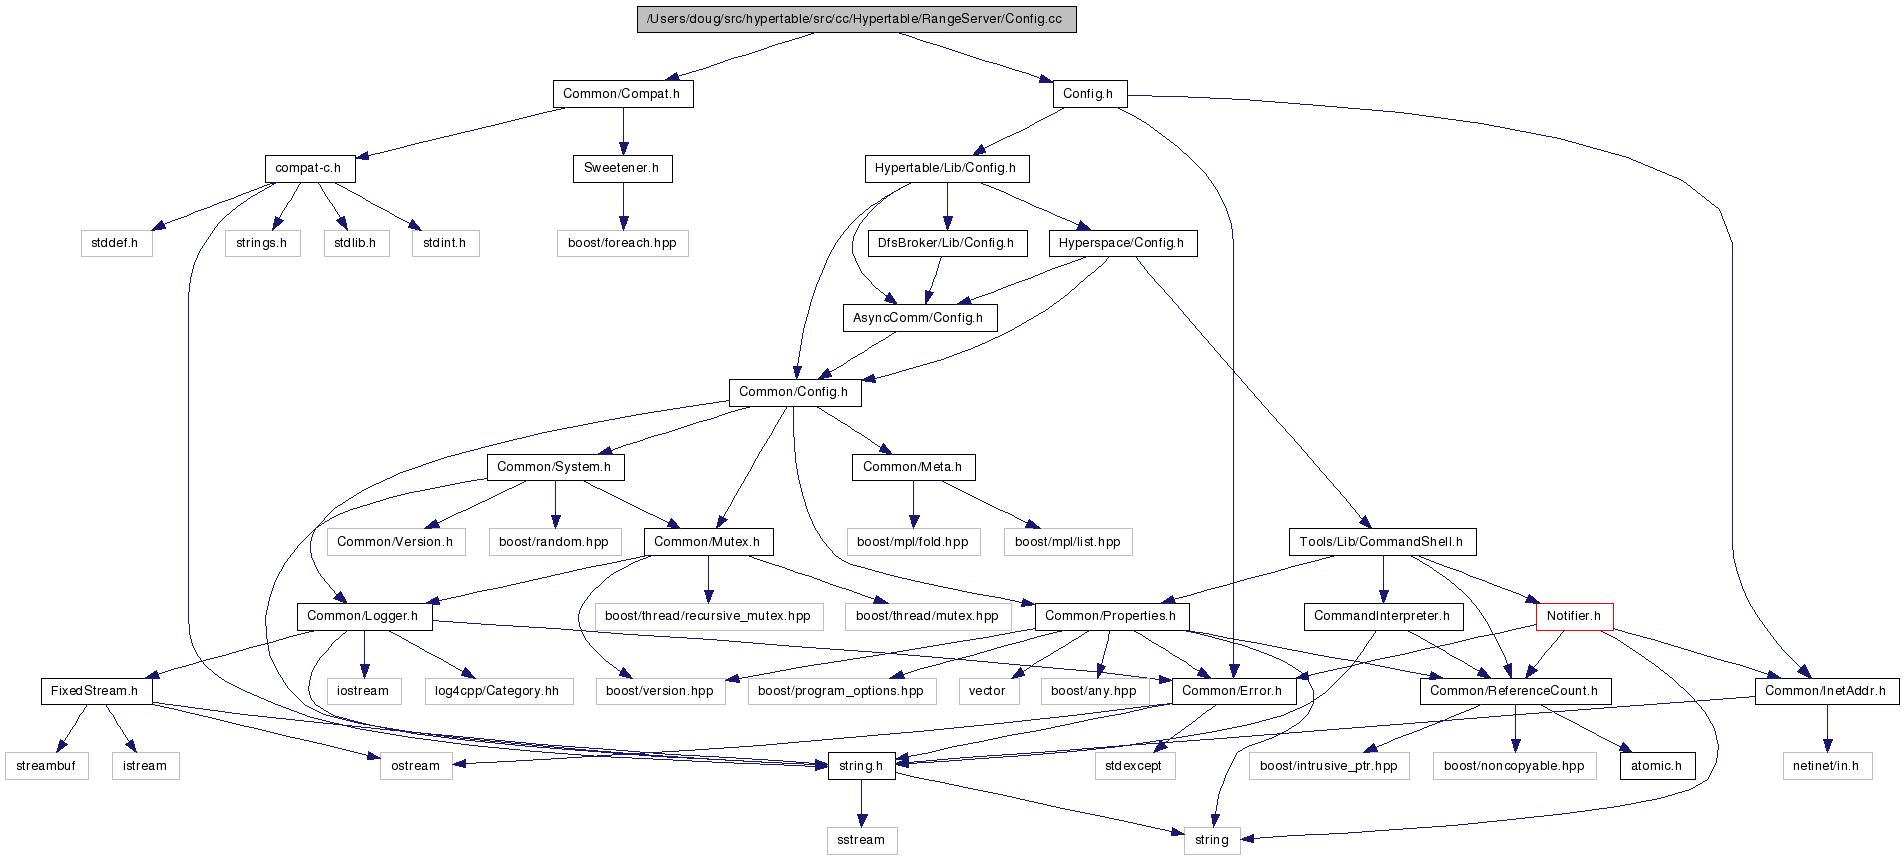 /Users/doug/src/hypertable/src/cc/Hypertable/RangeServer/Config.cc
Common/Compat.h
Config.h
compat-c.h
Sweetener.h
Hypertable/Lib/Config.h
stddef.h
strings.h
stdlib.h
stdint.h
boost/foreach.hpp
DfsBroker/Lib/Config.h
Hyperspace/Config.h
AsyncComm/Config.h
Common/Config.h
Common/System.h
Common/Meta.h
Common/Version.h
boost/random.hpp
Common/Mutex.h
boost/mpl/fold.hpp
boost/mpl/list.hpp
Tools/Lib/CommandShell.h
Common/Logger.h
boost/thread/recursive_mutex.hpp
boost/thread/mutex.hpp
Common/Properties.h
CommandInterpreter.h
Notifier.h
FixedStream.h
iostream
log4cpp/Category.hh
boost/version.hpp
boost/program_options.hpp
vector
boost/any.hpp
Common/Error.h
Common/ReferenceCount.h
Common/InetAddr.h
streambuf
istream
ostream
string.h
stdexcept
boost/intrusive_ptr.hpp
boost/noncopyable.hpp
atomic.h
netinet/in.h
sstream
string